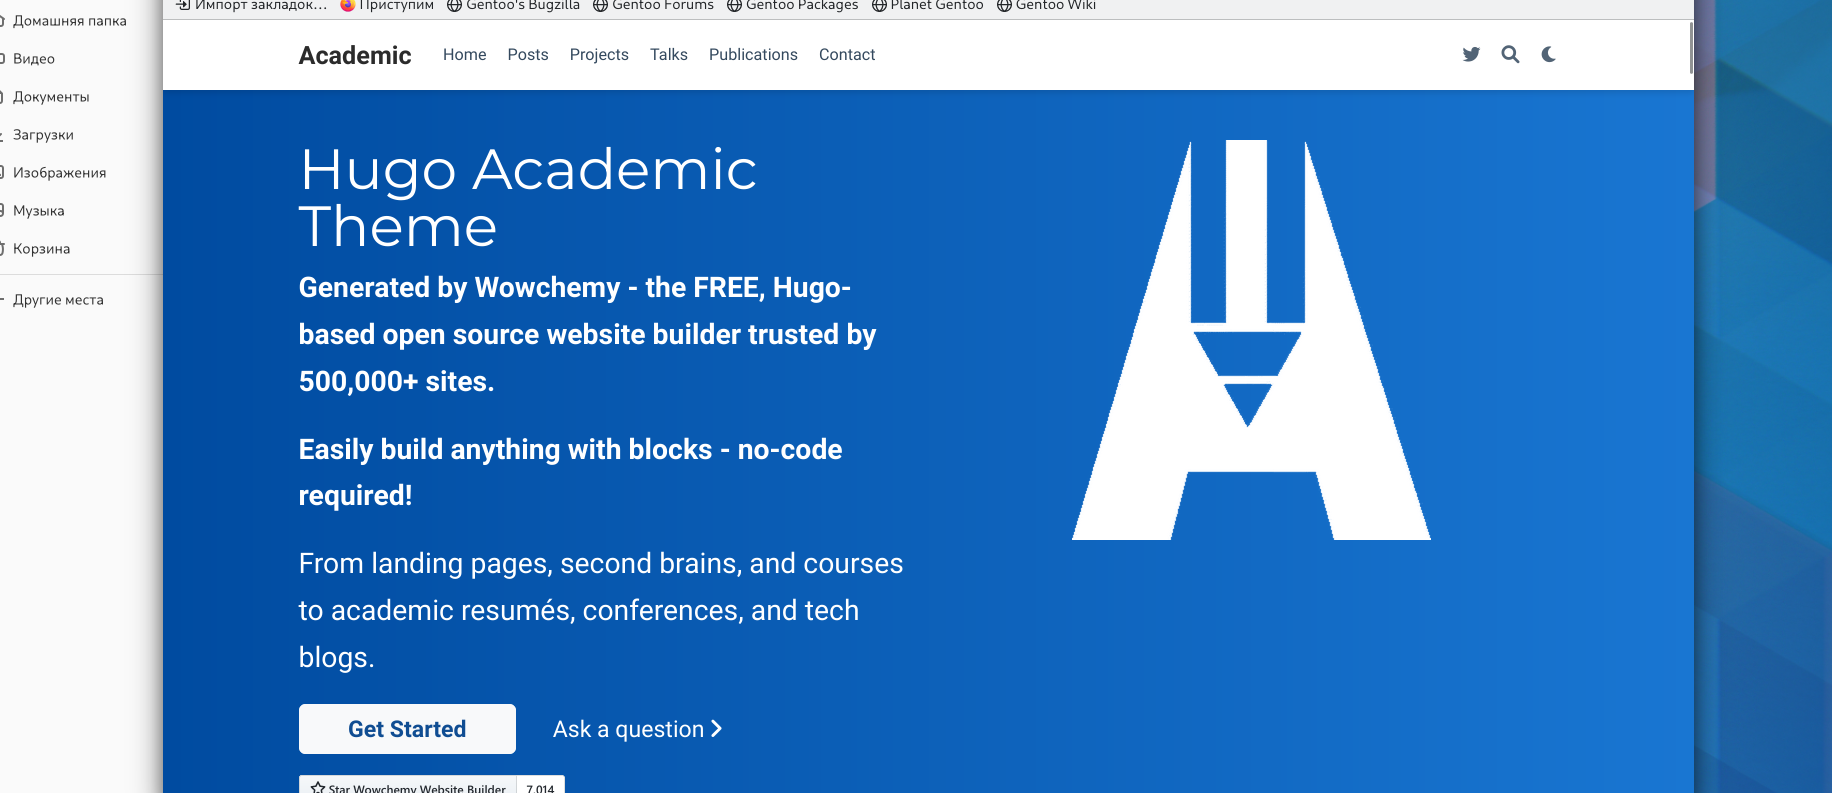 Импорт закладок… Приступим Gentoo's Bugzilla Gentoo Forums Gentoo Packages Planet Gentoo Gentoo Wiki
Домашняя папка
Видео
Документы
Загрузки
Изображения
Музыка
Корзина
Другие места
Academic Home Posts Projects Talks Publications Contact
Hugo Academic
Theme
Generated by Wowchemy - the FREE, Hugo-
based open source website builder trusted by
500,000+ sites.
Easily build anything with blocks - no-code
required!
From landing pages, second brains, and courses
to academic resumés, conferences, and tech
blogs.
Get Started Ask a question
Star Wowchemy Website Builder 7,014